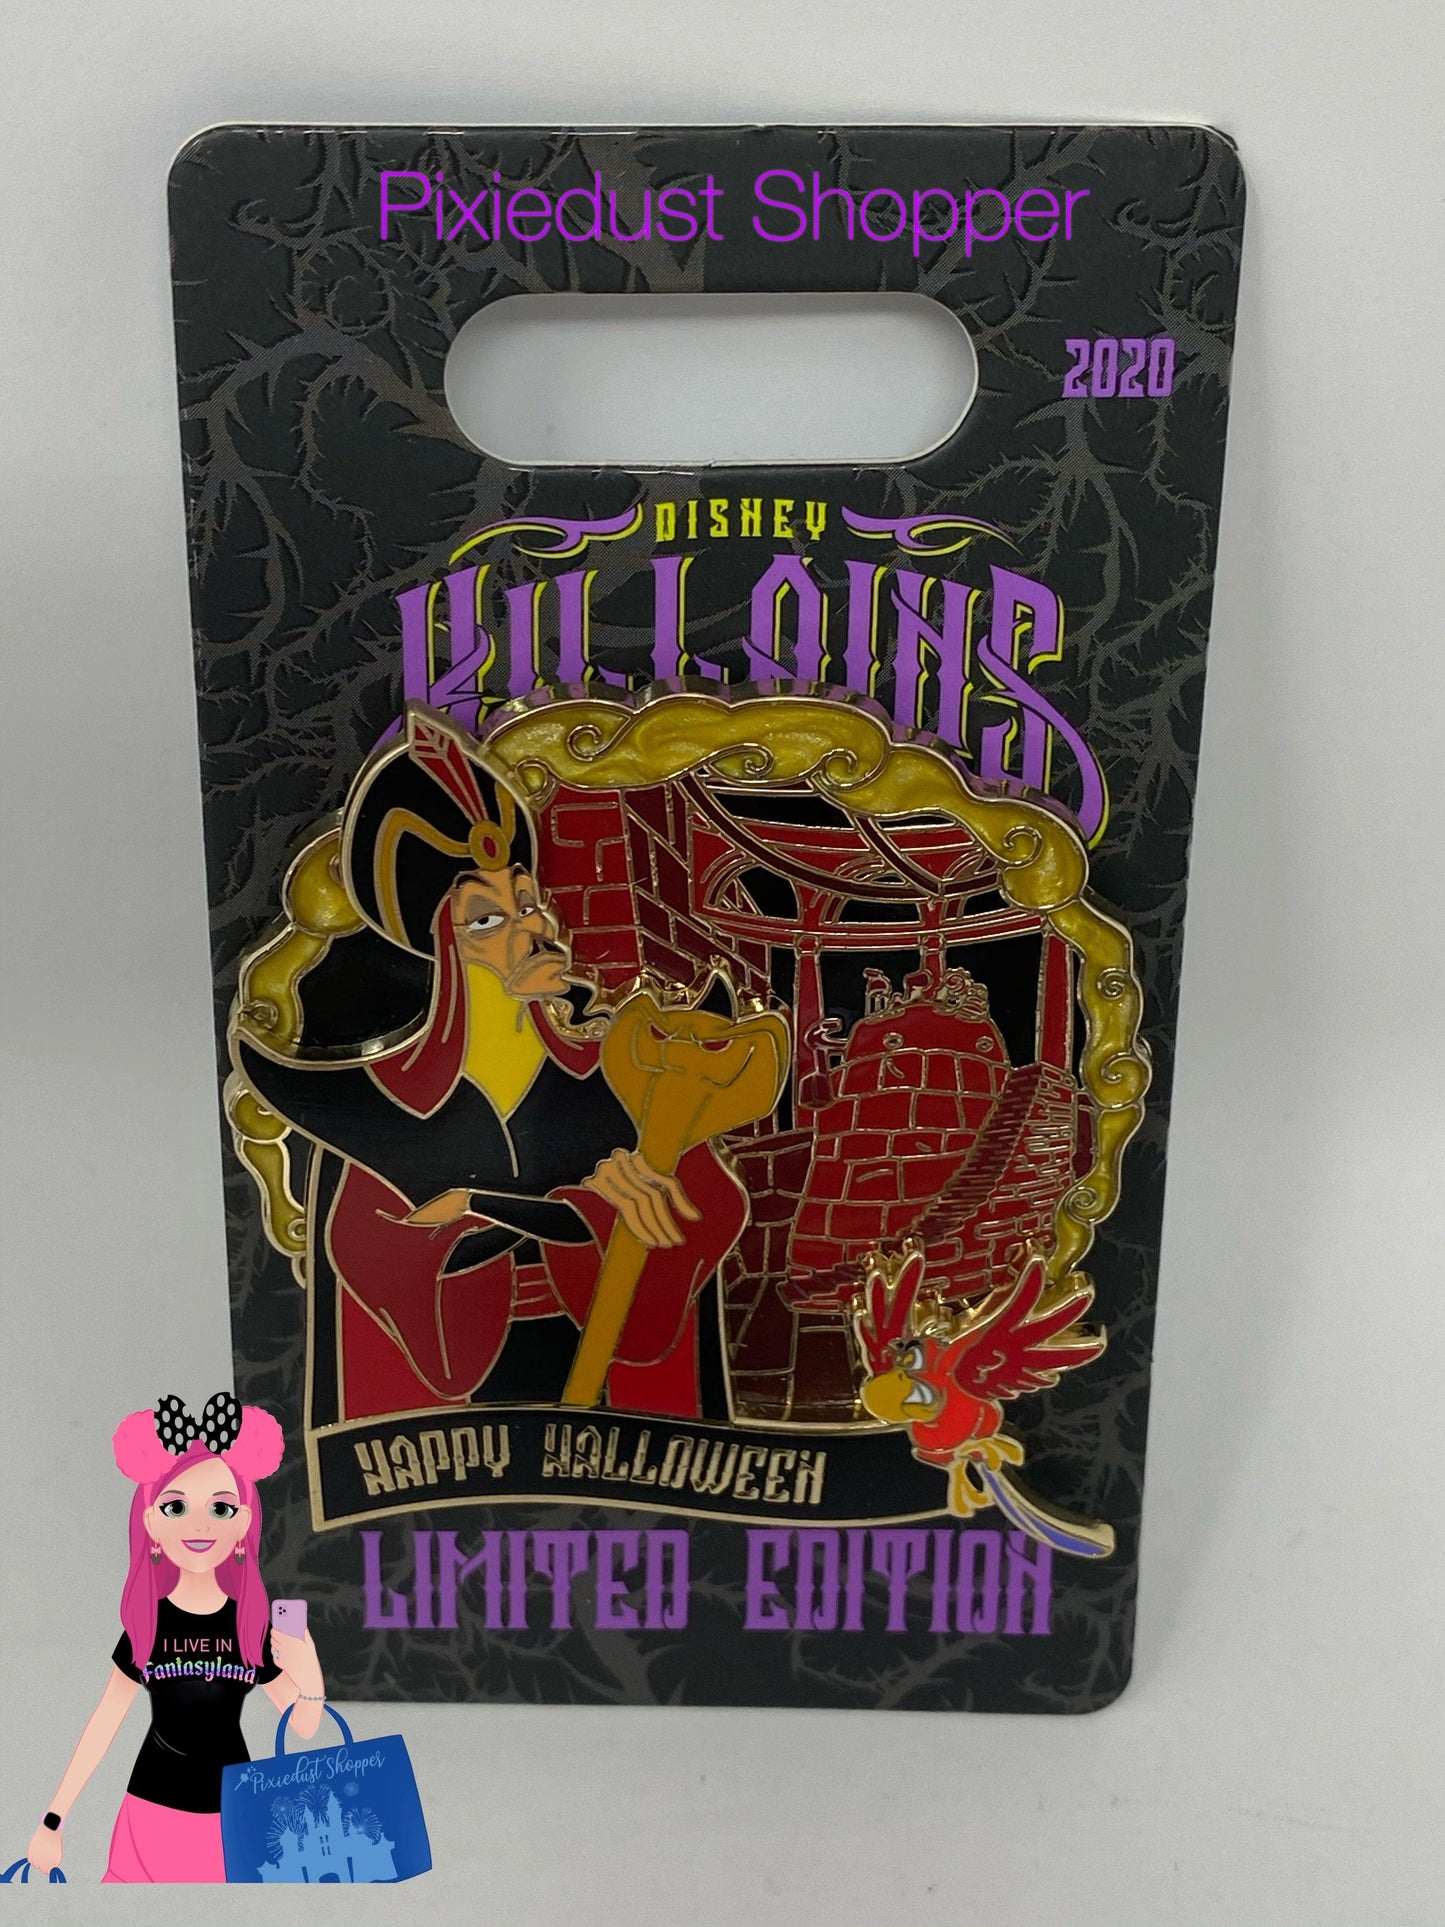 Pixiedust Shopper
2020
DISNEY
VILLAINS
HAPPY HALLOWEEN
LIMITED EDITION
I LIVE IN
Fantasyland
Pixiedust Shopper